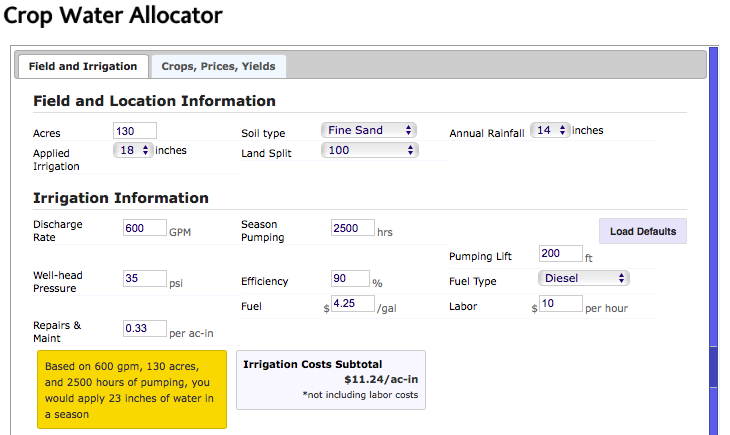 Crop Water Allocator
Field and Irrigation Crops, Prices, Yields
Field and Location Information
Acres 130 Soil type Fine Sand Annual Rainfall 14 inches
Applied Irrigation 18 inches Land Split 100
Irrigation Information
Discharge Rate 600 GPM Season Pumping 2500 hrs Load Defaults
Pumping Lift 200 ft
Well-head Pressure 35 psi Efficiency 90 % Fuel Type Diesel
Fuel $ 4.25 /gal Labor $ 10 per hour
Repairs & Maint 0.33 per ac-in
Based on 600 gpm, 130 acres,
and 2500 hours of pumping, you
would apply 23 inches of water in
a season
Irrigation Costs Subtotal
$11.24/ac-in
*not including labor costs